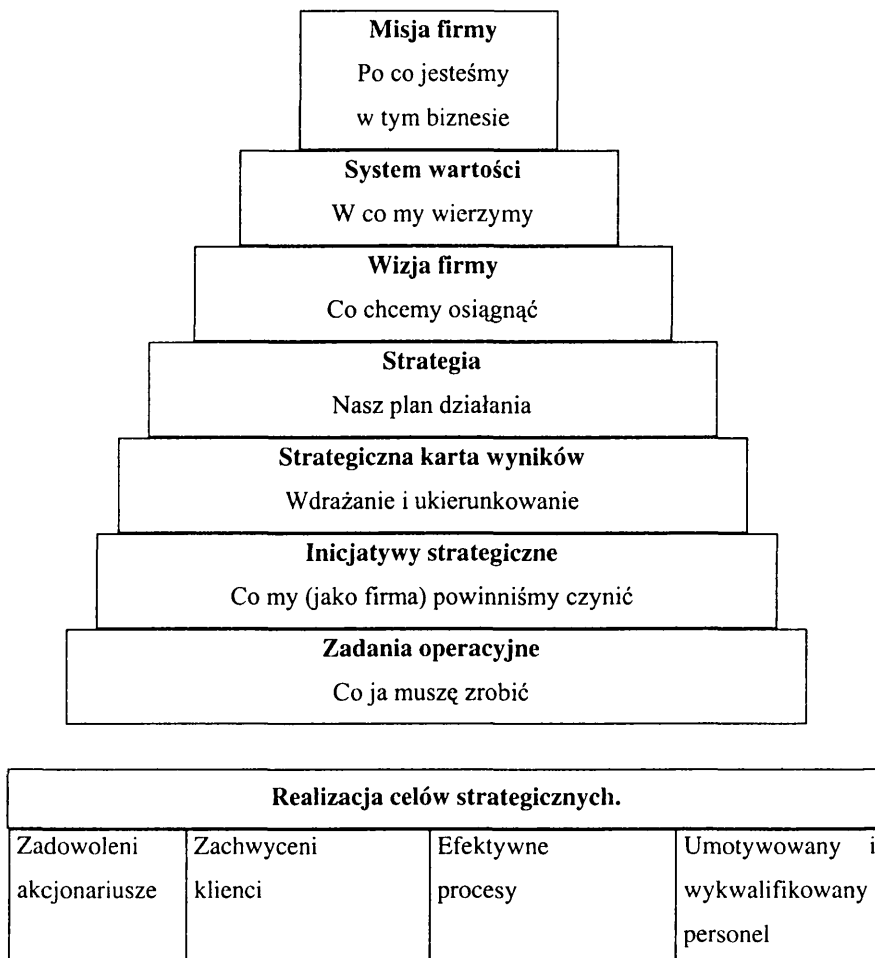 Misja firmy
Po co jesteśmy
w tym biznesie
System wartości
W co my wierzymy
Wizja firmy
Co chcemy osiągnąć
Strategia
Nasz plan działania
Strategiczna karta wyników
Wdrażanie i ukierunkowanie
Inicjatywy strategiczne
Co my (jako firma) powinniśmy czynić
Zadania operacyjne
Co ja muszę zrobić
Realizacja celów strategicznych.
Zadowoleni
akcjonariusze
Zachwyceni
klienci
Efektywne
procesy
Umotywowany i
wykwalifikowany
personel